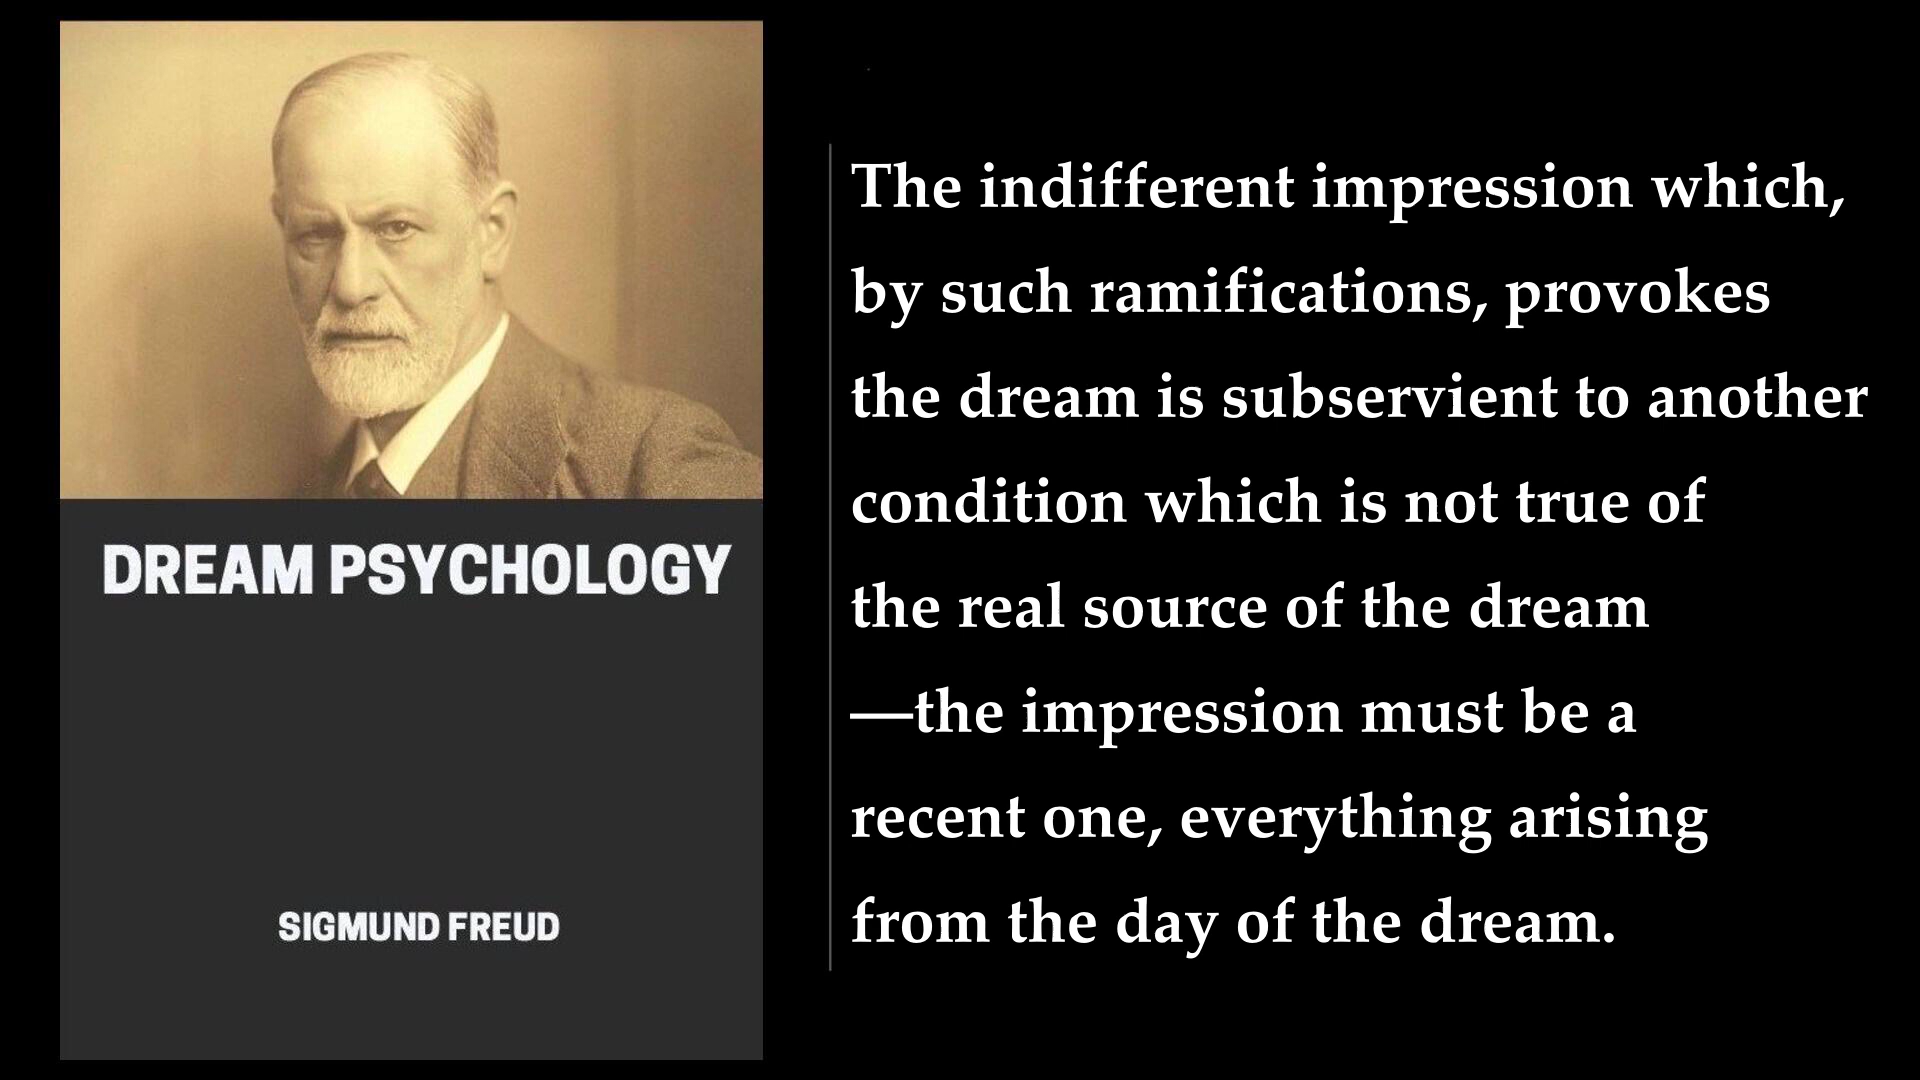 DREAM PSYCHOLOGY
SIGMUND FREUD
The indifferent impression which,
by such ramifications, provokes
the dream is subservient to another
condition which is not true of
the real source of the dream
—the impression must be a
recent one, everything arising
from the day of the dream.